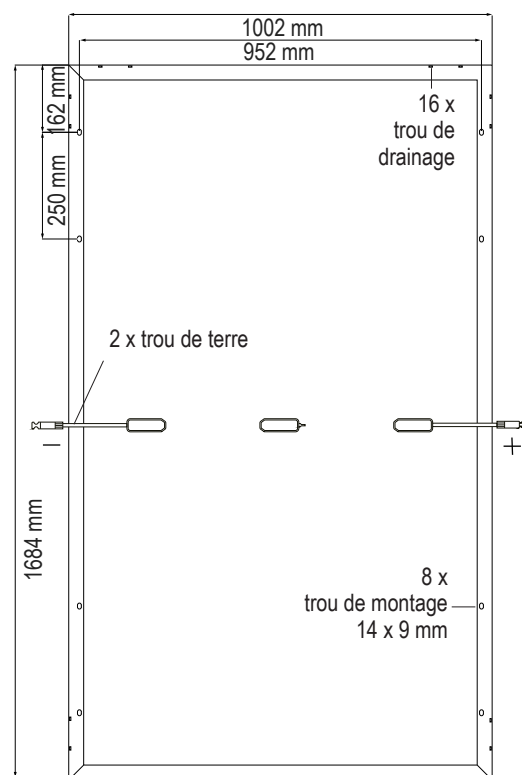 1002 mm
952 mm
162 mm
250 mm
16 x
trou de
drainage
2 x trou de terre
− +
1684 mm
8 x
trou de montage
14 x 9 mm